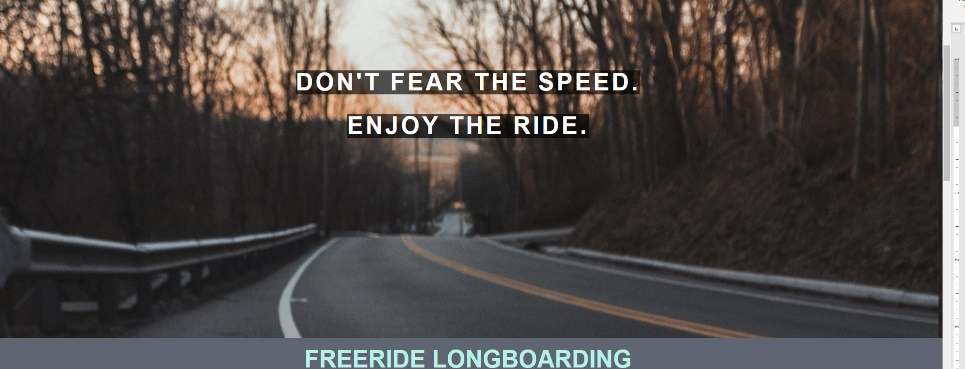 DON'T FEAR THE SPEED.
ENJOY THE RIDE.
FREERIDE LONGBOARDING